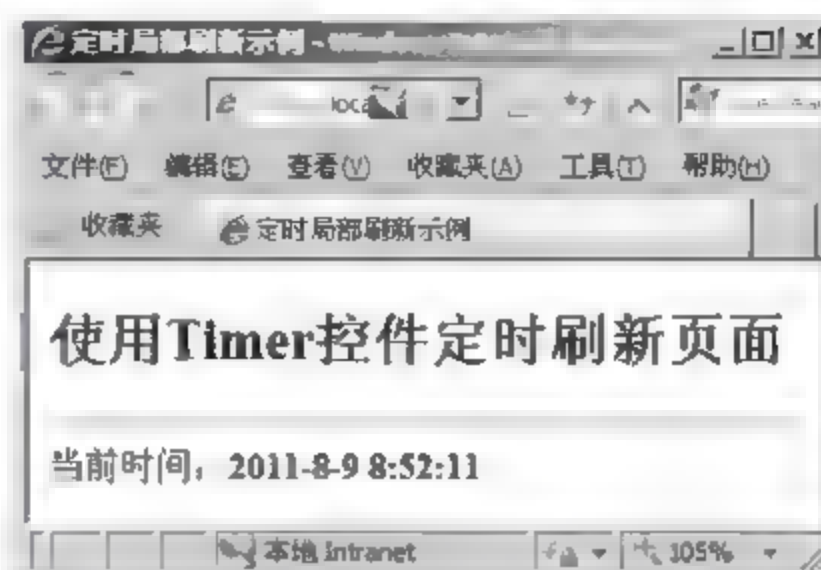 定时局部刷新示例 -
文件(F) 编辑(E) 查看(V) 收藏夹(A) 工具(T) 帮助(H)
收藏夹 定时局部刷新示例
使用Timer控件定时刷新页面
当前时间：2011-8-9 8:52:11
本地 Intranet 105%